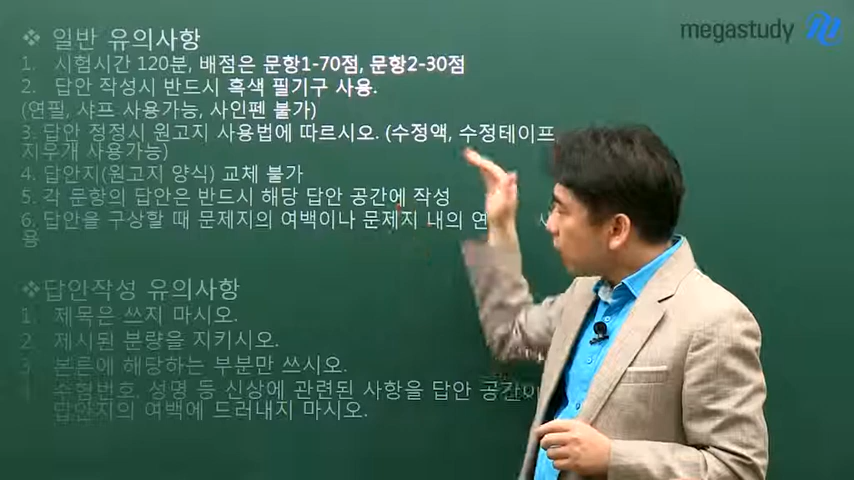 megastudy
❖ 일반 유의사항
1. 시험시간 120분, 배점은 문항1-70점, 문항2-30점
2. 답안 작성시 반드시 흑색 필기구 사용.
(연필, 샤프 사용가능, 사인펜 불가)
3. 답안 정정시 원고지 사용법에 따르시오. (수정액, 수정테이프
지우개 사용가능)
4. 답안지(원고지 양식) 교체 불가
5. 각 문항의 답안은 반드시 해당 답안 공간에 작성
6. 답안을 구상할 때 문제지의 여백이나 문제지 내의 연
용
❖답안작성 유의사항
1. 제목은 쓰지 마시오.
2. 제시된 분량을 지키시오.
3. 본론에 해당하는 부분만 쓰시오.
수험번호, 성명 등 신상에 관련된 사항을 답안 공간이
답안지의 여백에 드러내지 마시오.